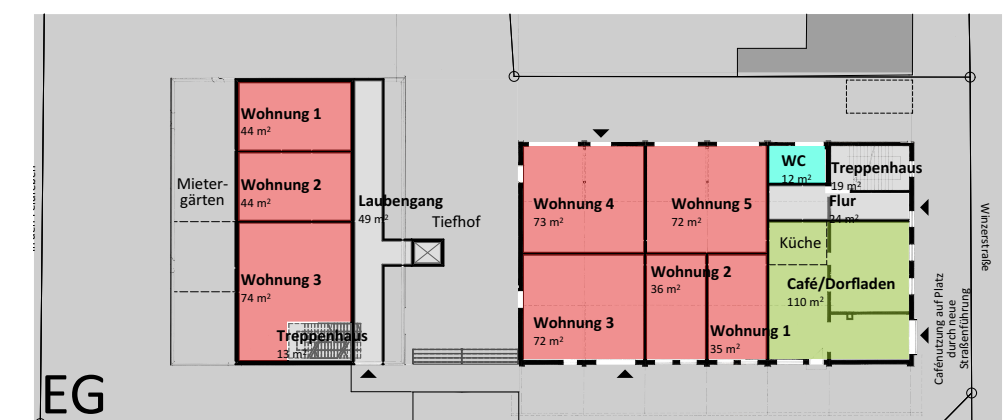 Wohnung 1
44 m²
Wohnung 2
44 m²
Mieter-
gärten
Laubengang
49 m²
Tiefhof
Wohnung 3
74 m²
Treppenhaus
13 m²
EG
WC
12 m²
Treppenhaus
19 m²
Flur
24 m²
Wohnung 4
73 m²
Wohnung 5
72 m²
Küche
Wohnung 2
36 m²
Café/Dorfladen
110 m²
Wohnung 3
72 m²
Wohnung 1
35 m²
Winzerstraße
Cafénutzung auf Platz
durch neue
Straßenführung